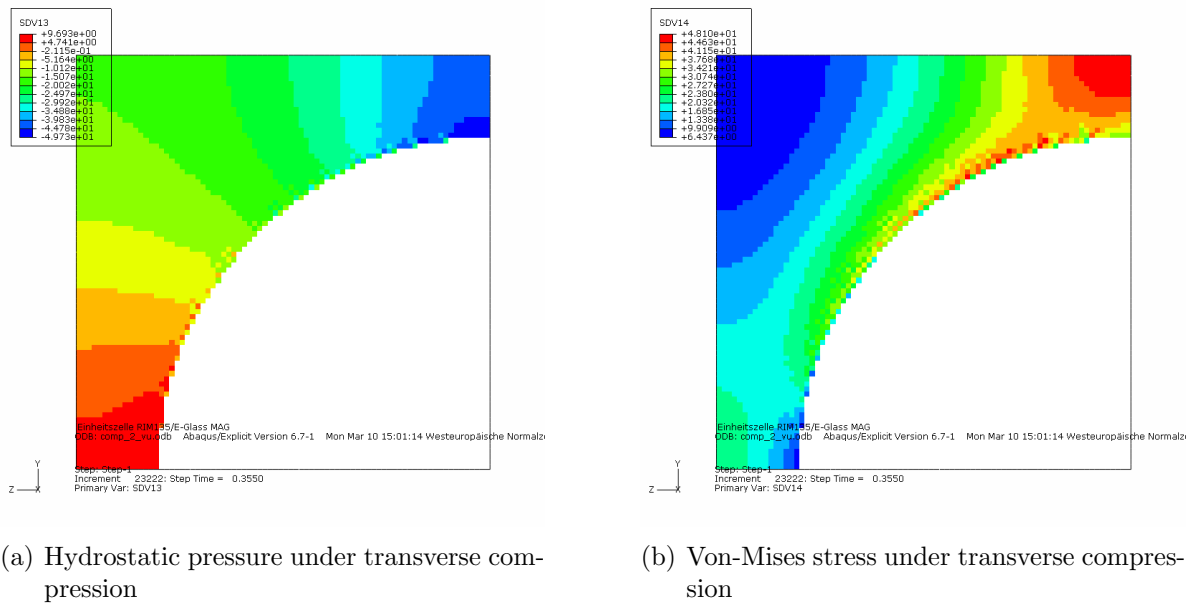 SDV13
+9.693e+00
+4.741e+00
-2.115e-01
-5.164e+00
-1.012e+01
-1.507e+01
-2.002e+01
-2.497e+01
-2.992e+01
-3.488e+01
-3.983e+01
-4.478e+01
-4.973e+01
Einheitszelle RIM135/E-Glass MAG
ODB: comp_2_vu.odb Abaqus/Explicit Version 6.7-1 Mon Mar 10 15:01:14 Westeuropäische Normalze
Step: Step-1
Increment 23222: Step Time = 0.3550
Primary Var: SDV13
Y
Z X
(a) Hydrostatic pressure under transverse com-
pression
SDV14
+4.810e+01
+4.463e+01
+4.115e+01
+3.768e+01
+3.421e+01
+3.074e+01
+2.727e+01
+2.380e+01
+2.032e+01
+1.685e+01
+1.338e+01
+9.909e+00
+6.437e+00
Einheitszelle RIM135/E-Glass MAG
ODB: comp_2_vu.odb Abaqus/Explicit Version 6.7-1 Mon Mar 10 15:01:14 Westeuropäische Normalze
Step: Step-1
Increment 23222: Step Time = 0.3550
Primary Var: SDV14
Y
Z X
(b) Von-Mises stress under transverse compres-
sion